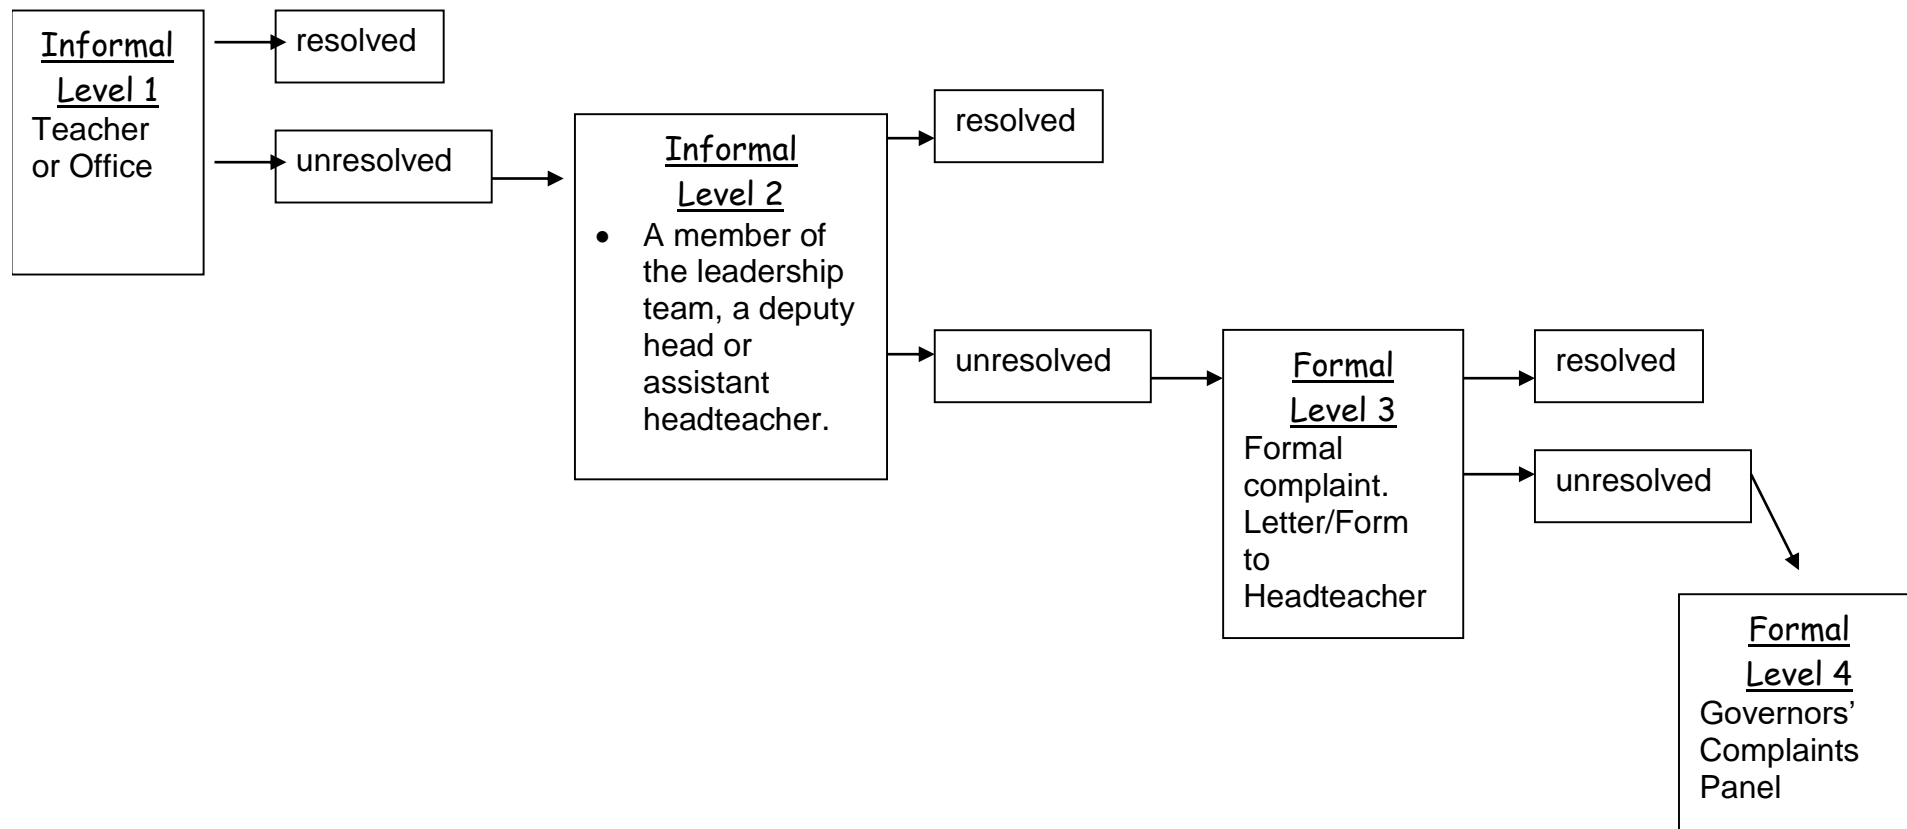 Informal
Level 1
Teacher
or Office
resolved
unresolved
Informal
Level 2
• A member of
the leadership
team, a deputy
head or
assistant
headteacher.
resolved
unresolved
Formal
Level 3
Formal
complaint.
Letter/Form
to
Headteacher
resolved
unresolved
Formal
Level 4
Governors’
Complaints
Panel